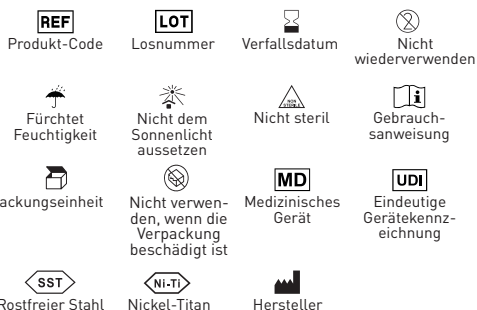 REF
LOT
Produkt-Code
Losnummer
Verfallsdatum
Nicht
wiederverwenden
2
Fürchtet
Feuchtigkeit
Nicht dem
Sonnenlicht
aussetzen
NON
STERILE
Nicht steril
i
Gebrauch-
sanweisung
ackungseinheit
Nicht verwen-
den, wenn die
Verpackung
beschädigt ist
MD
Medizinisches
Gerät
UDI
Eindeutige
Gerätekennz-
eichnung
SST
Rostfreier Stahl
Ni-Ti
Nickel-Titan
Hersteller